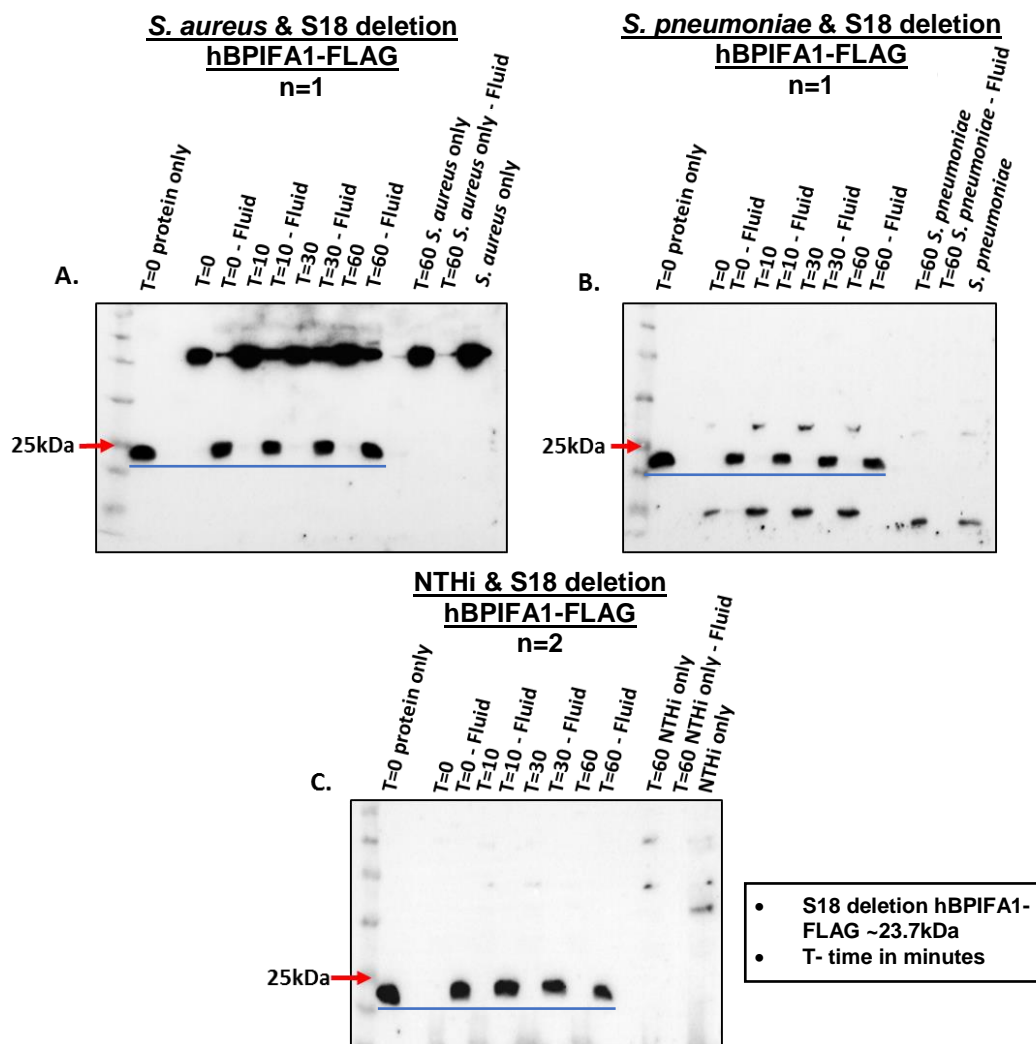 S. aureus & S18 deletion
hBPIFA1-FLAG
n=1
A.
T=0 protein only
T=0
T=0 - Fluid
T=10
T=10 - Fluid
T=30
T=30 - Fluid
T=60
T=60 - Fluid
T=60 S. aureus only
T=60 S. aureus only - Fluid
S. aureus only
25kDa
S. pneumoniae & S18 deletion
hBPIFA1-FLAG
n=1
B.
T=0 protein only
T=0
T=0 - Fluid
T=10
T=10 - Fluid
T=30
T=30 - Fluid
T=60
T=60 - Fluid
T=60 S. pneumoniae
T=60 S. pneumoniae - Fluid
S. pneumoniae
25kDa
NTHi & S18 deletion
hBPIFA1-FLAG
n=2
C.
T=0 protein only
T=0
T=0 - Fluid
T=10
T=10 - Fluid
T=30
T=30 - Fluid
T=60
T=60 - Fluid
T=60 NTHi only
T=60 NTHi only - Fluid
NTHi only
25kDa
• S18 deletion hBPIFA1-
FLAG ~23.7kDa
• T- time in minutes